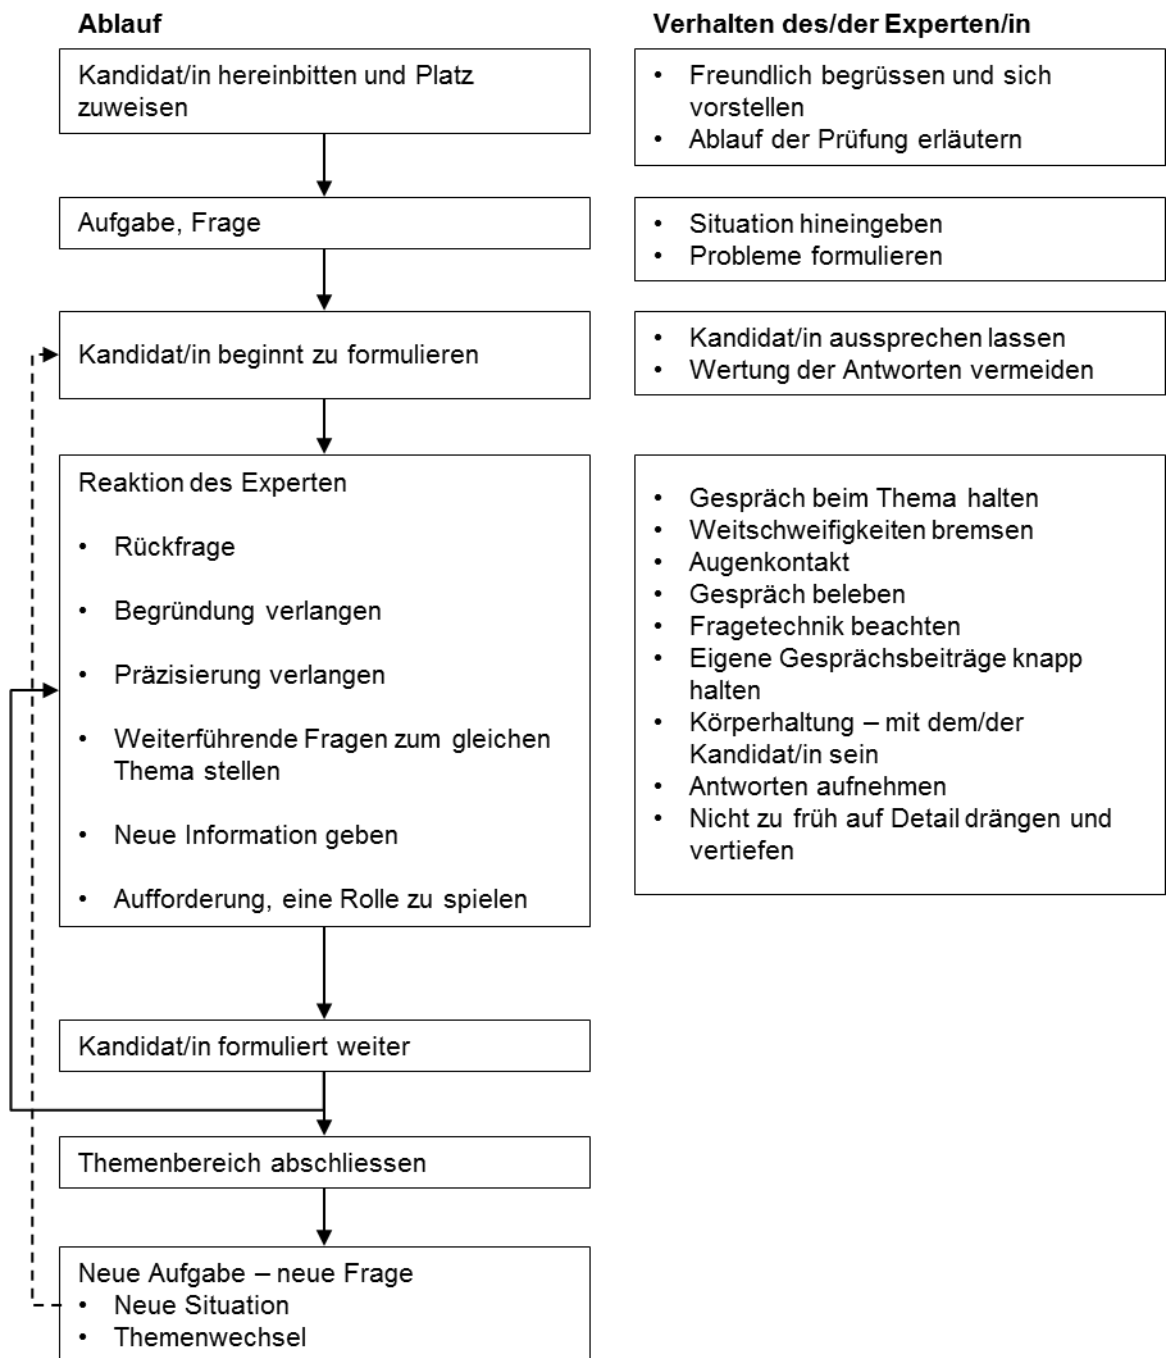 Ablauf
Kandidat/in hereinbitten und Platz
zuweisen
Aufgabe, Frage
Kandidat/in beginnt zu formulieren
Reaktion des Experten
• Rückfrage
• Begründung verlangen
• Präzisierung verlangen
• Weiterführende Fragen zum gleichen
Thema stellen
• Neue Information geben
• Aufforderung, eine Rolle zu spielen
Kandidat/in formuliert weiter
Themenbereich abschliessen
Neue Aufgabe – neue Frage
• Neue Situation
• Themenwechsel
Verhalten des/der Experten/in
• Freundlich begrüssen und sich
vorstellen
• Ablauf der Prüfung erläutern
• Situation hineingeben
• Probleme formulieren
• Kandidat/in aussprechen lassen
• Wertung der Antworten vermeiden
• Gespräch beim Thema halten
• Weitschweifigkeiten bremsen
• Augenkontakt
• Gespräch beleben
• Fragetechnik beachten
• Eigene Gesprächsbeiträge knapp
halten
• Körperhaltung – mit dem/der
Kandidat/in sein
• Antworten aufnehmen
• Nicht zu früh auf Detail drängen und
vertiefen